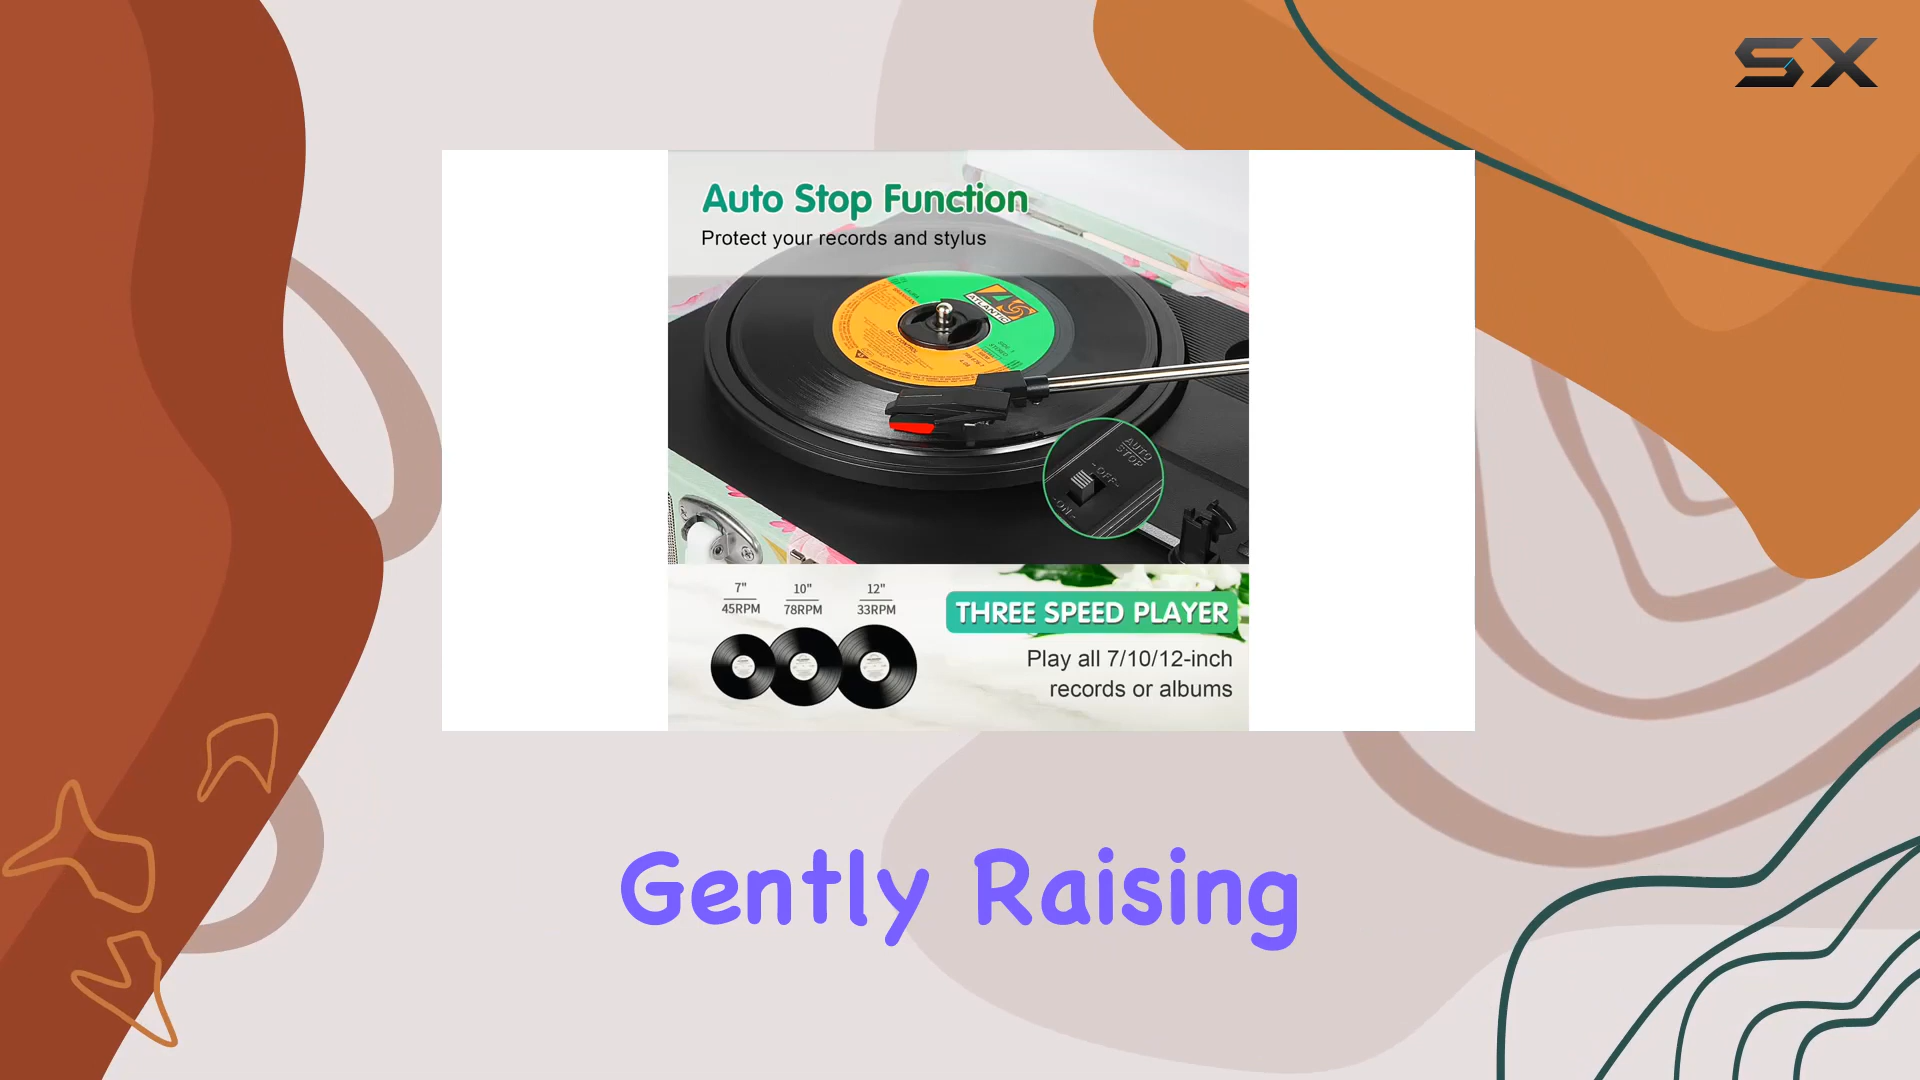 SX
Auto Stop Function
Protect your records and stylus
ATLANTIC
AUTO
STOP
-OFF-
-ON-
7" 10" 12"
45RPM 78RPM 33RPM
THREE SPEED PLAYER
Play all 7/10/12-inch
records or albums
Gently Raising